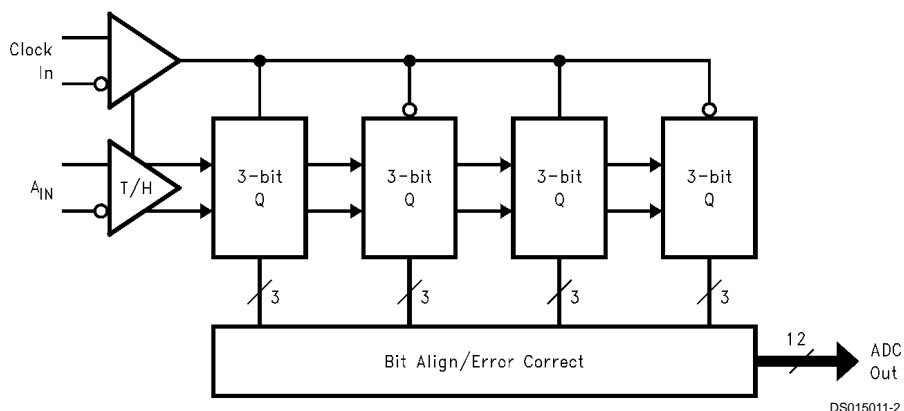 Clock
In
A_IN
T/H
3-bit
Q
3-bit
Q
3-bit
Q
3-bit
Q
3
3
3
3
Bit Align/Error Correct
12
ADC
Out
DS015011-2